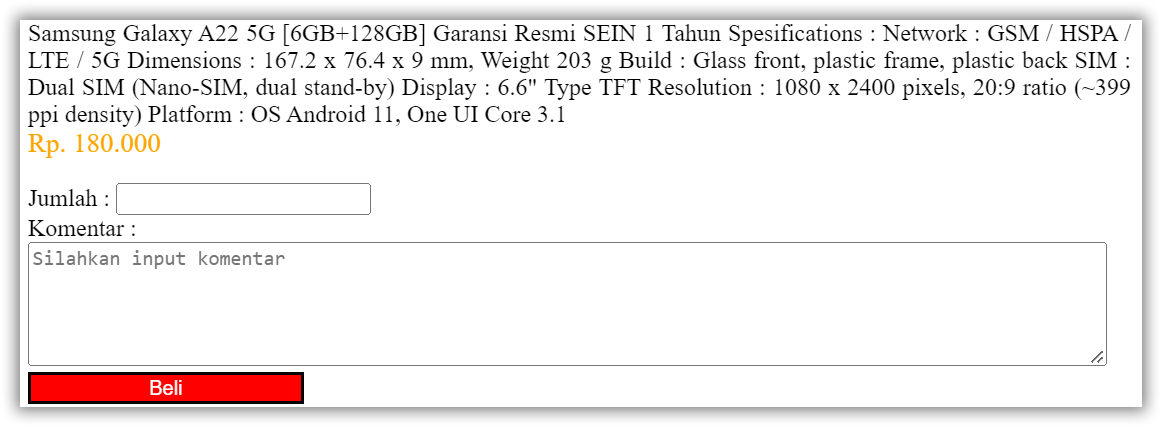 Samsung Galaxy A22 5G [6GB+128GB] Garansi Resmi SEIN 1 Tahun Spesifications : Network : GSM / HSPA /
LTE / 5G Dimensions : 167.2 x 76.4 x 9 mm, Weight 203 g Build : Glass front, plastic frame, plastic back SIM :
Dual SIM (Nano-SIM, dual stand-by) Display : 6.6" Type TFT Resolution : 1080 x 2400 pixels, 20:9 ratio (~399
ppi density) Platform : OS Android 11, One UI Core 3.1
Rp. 180.000
Jumlah :
Komentar :
Silahkan input komentar
Beli